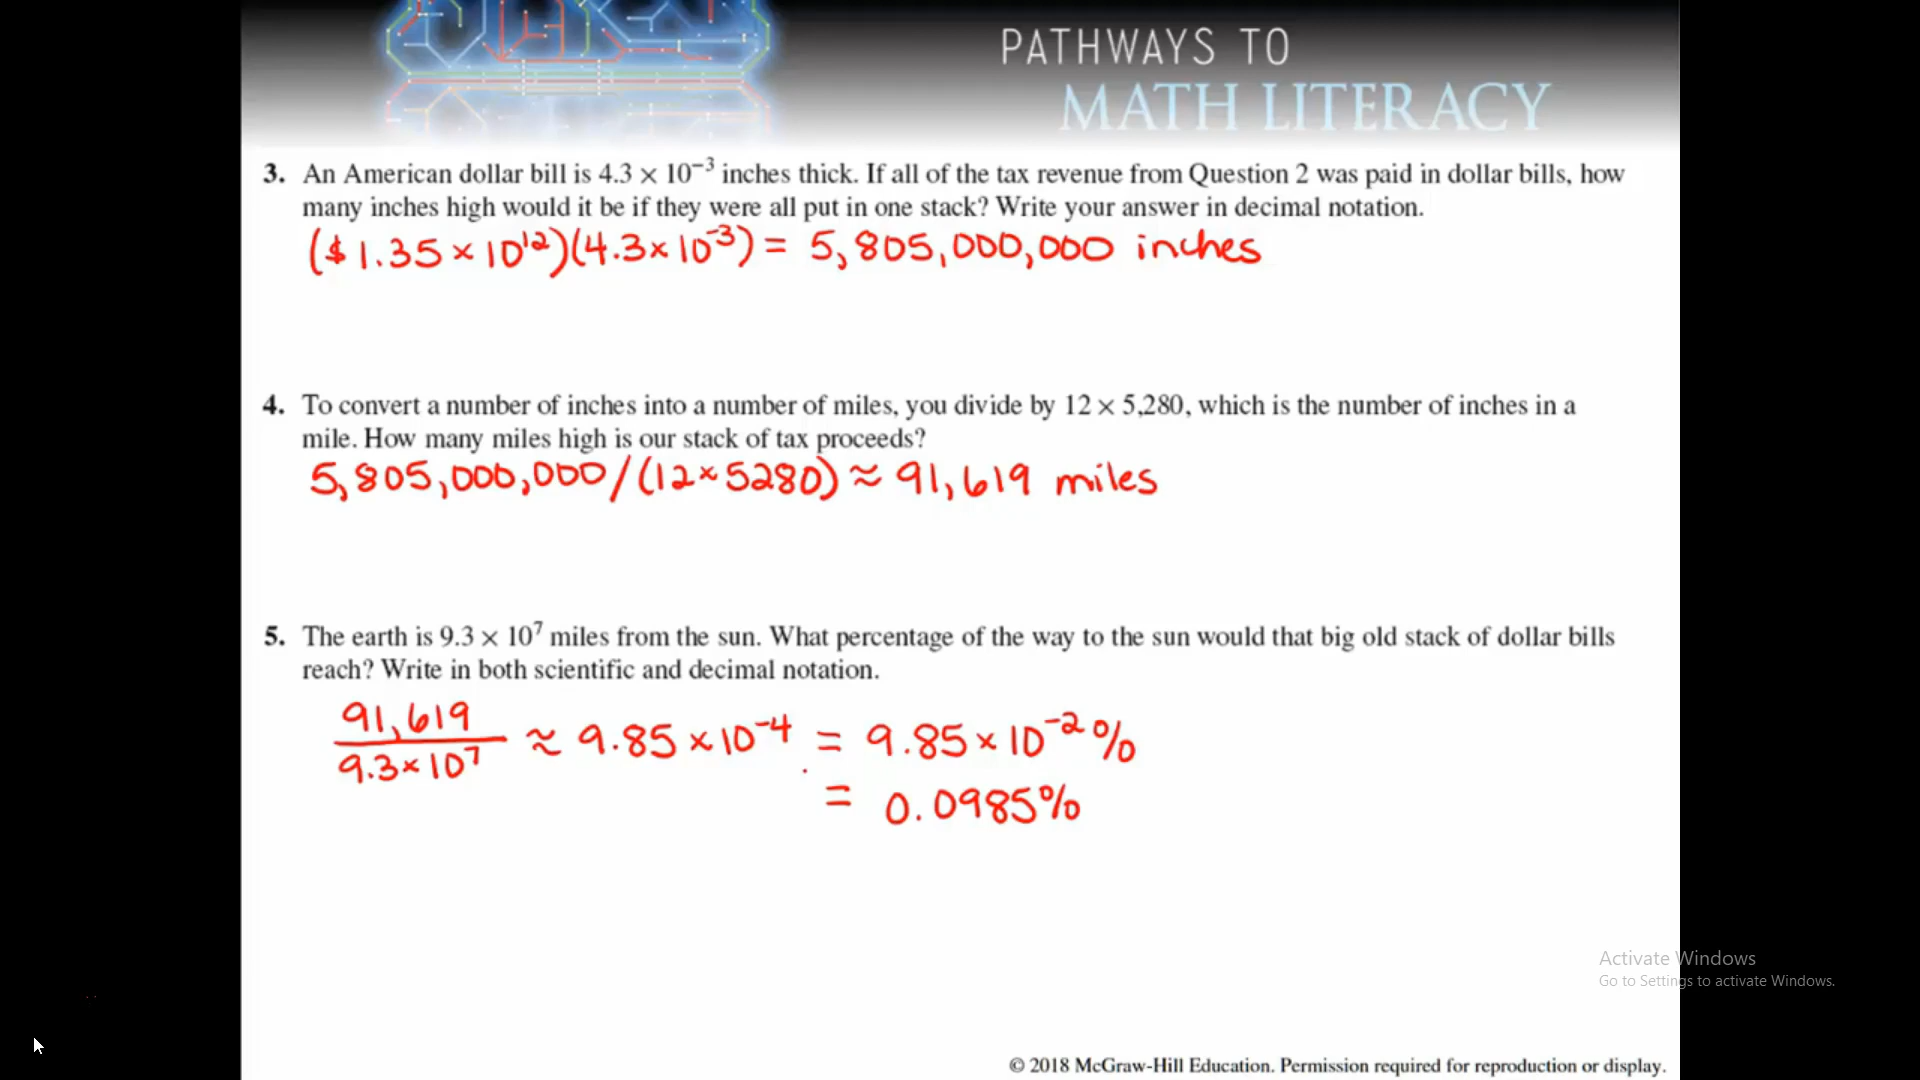 PATHWAYS TO
MATH LITERACY
3. An American dollar bill is 4.3 × 10⁻³ inches thick. If all of the tax revenue from Question 2 was paid in dollar bills, how
many inches high would it be if they were all put in one stack? Write your answer in decimal notation.
($1.35 × 10¹²)(4.3 × 10⁻³) = 5,805,000,000 inches
4. To convert a number of inches into a number of miles, you divide by 12 × 5,280, which is the number of inches in a
mile. How many miles high is our stack of tax proceeds?
5,805,000,000/(12 × 5280) ≈ 91,619 miles
5. The earth is 9.3 × 10⁷ miles from the sun. What percentage of the way to the sun would that big old stack of dollar bills
reach? Write in both scientific and decimal notation.
91,619 / 9.3 × 10⁷ ≈ 9.85 × 10⁻⁴ = 9.85 × 10⁻² %
= 0.0985%
Activate Windows
Go to Settings to activate Windows.
© 2018 McGraw-Hill Education. Permission required for reproduction or display.